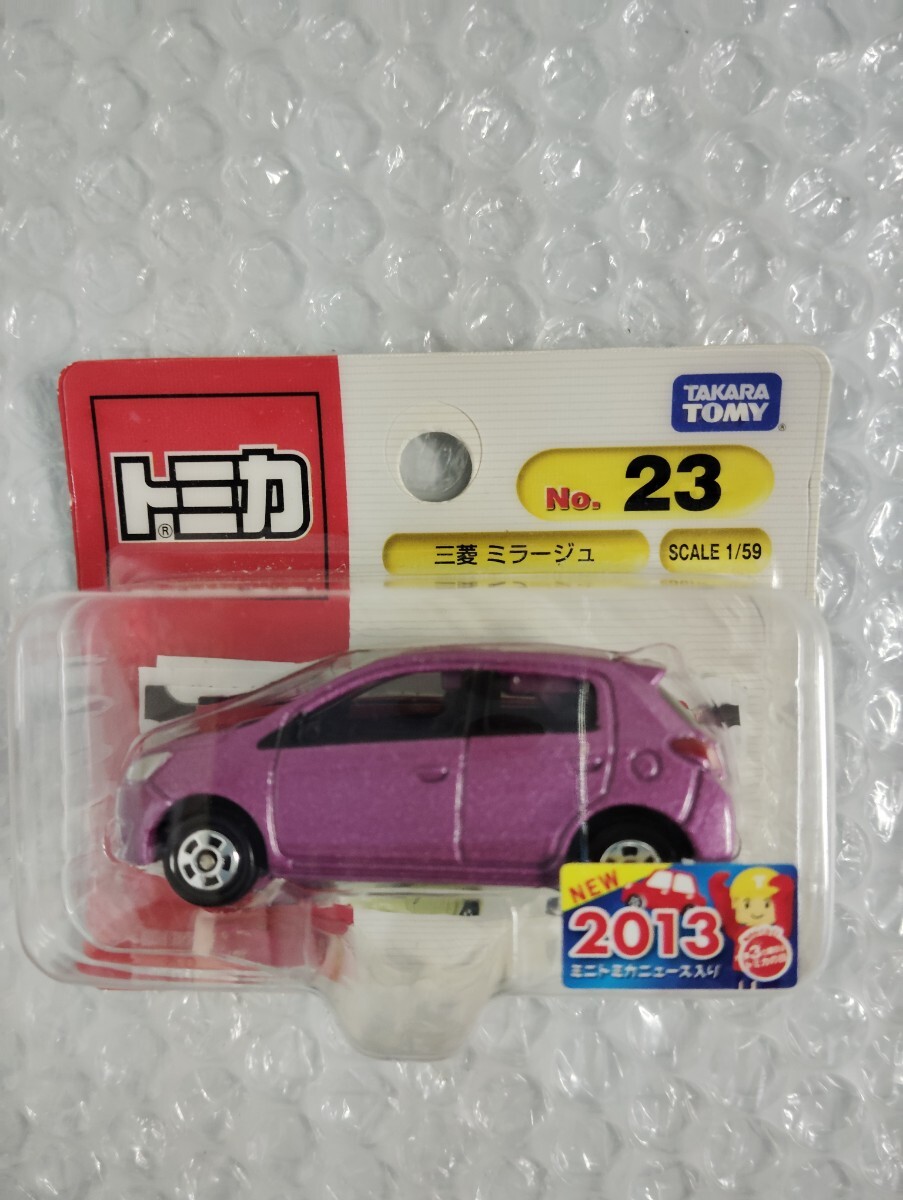 TAKARA
TOMY
®
トミカ
®
No. 23
三菱 ミラージュ
SCALE 1/59
NEW
2013
ミニトミカニュース入り